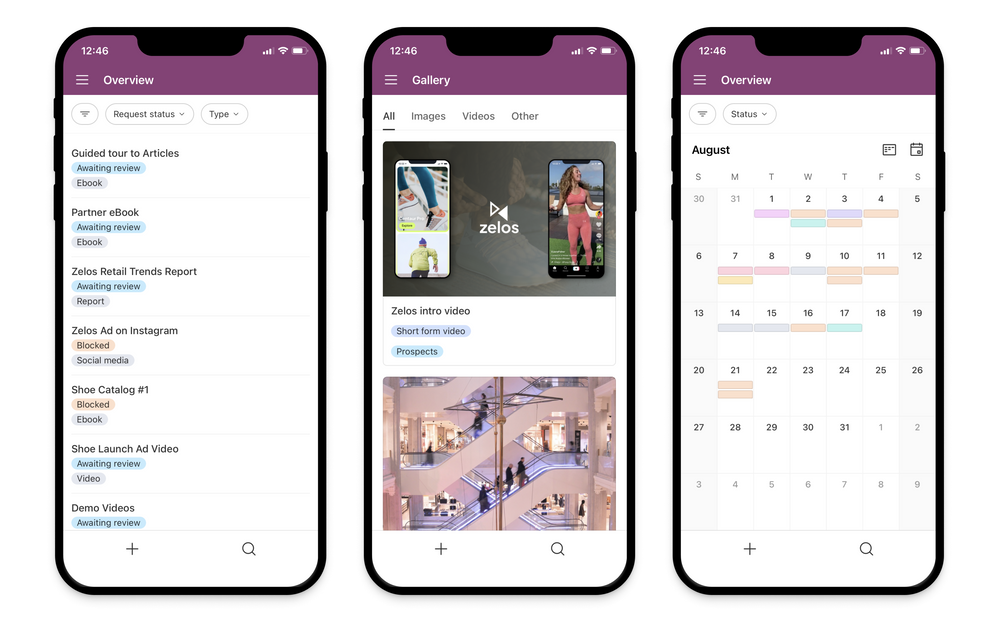 12:46
Overview
Request status
Type
Guided tour to Articles
Awaiting review
Ebook
Partner eBook
Awaiting review
Ebook
Zelos Retail Trends Report
Awaiting review
Report
Zelos Ad on Instagram
Blocked
Social media
Shoe Catalog #1
Blocked
Ebook
Shoe Launch Ad Video
Awaiting review
Video
Demo Videos
Awaiting review
12:46
Gallery
All Images Videos Other
zelos
Zelos intro video
Short form video
Prospects
12:46
Overview
Status
August
S M T W T F S
30 31 1 2 3 4 5
6 7 8 9 10 11 12
13 14 15 16 17 18 19
20 21 22 23 24 25 26
27 28 29 30 31 1 2
3 4 5 6 7 8 9